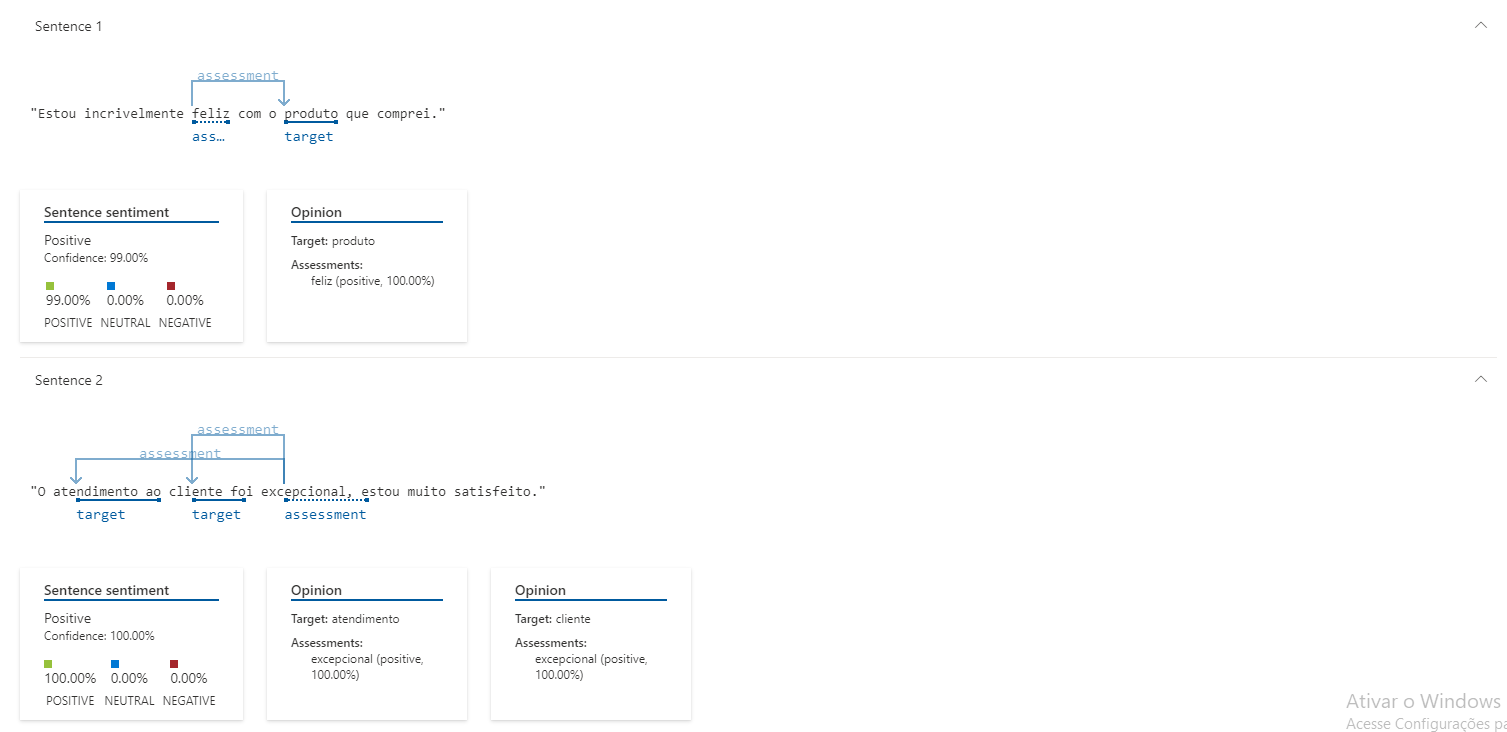 Sentence 1
assessment
"Estou incrivelmente feliz com o produto que comprei."
ass… target
Sentence sentiment
Positive
Confidence: 99.00%
99.00% 0.00% 0.00%
POSITIVE NEUTRAL NEGATIVE
Opinion
Target: produto
Assessments:
feliz (positive, 100.00%)
Sentence 2
assessment
assessment
"O atendimento ao cliente foi excepcional, estou muito satisfeito."
target target assessment
Sentence sentiment
Positive
Confidence: 100.00%
100.00% 0.00% 0.00%
POSITIVE NEUTRAL NEGATIVE
Opinion
Target: atendimento
Assessments:
excepcional (positive,
100.00%)
Opinion
Target: cliente
Assessments:
excepcional (positive,
100.00%)
Ativar o Windows
Acesse Configurações pa